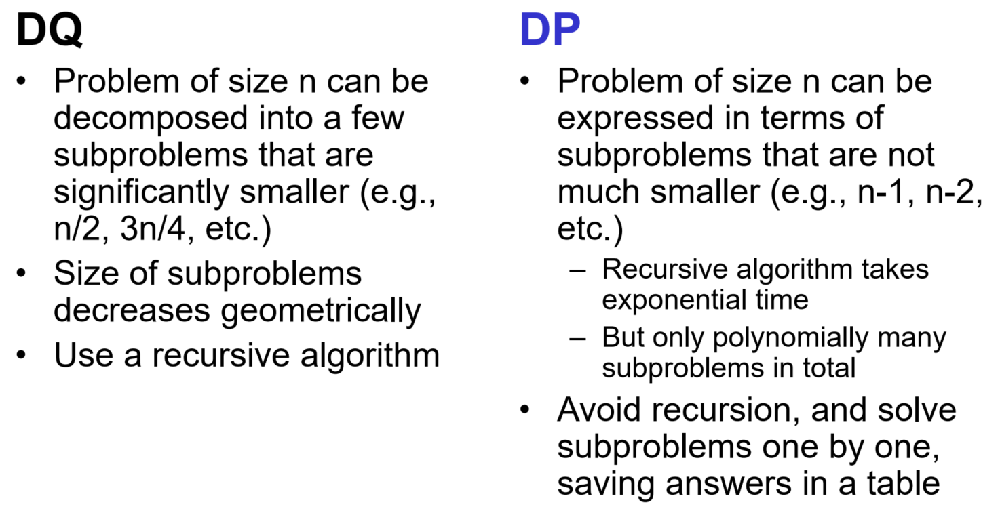 DQ
• Problem of size n can be
decomposed into a few
subproblems that are
significantly smaller (e.g.,
n/2, 3n/4, etc.)
• Size of subproblems
decreases geometrically
• Use a recursive algorithm
DP
• Problem of size n can be
expressed in terms of
subproblems that are not
much smaller (e.g., n-1, n-2,
etc.)
– Recursive algorithm takes
exponential time
– But only polynomially many
subproblems in total
• Avoid recursion, and solve
subproblems one by one,
saving answers in a table